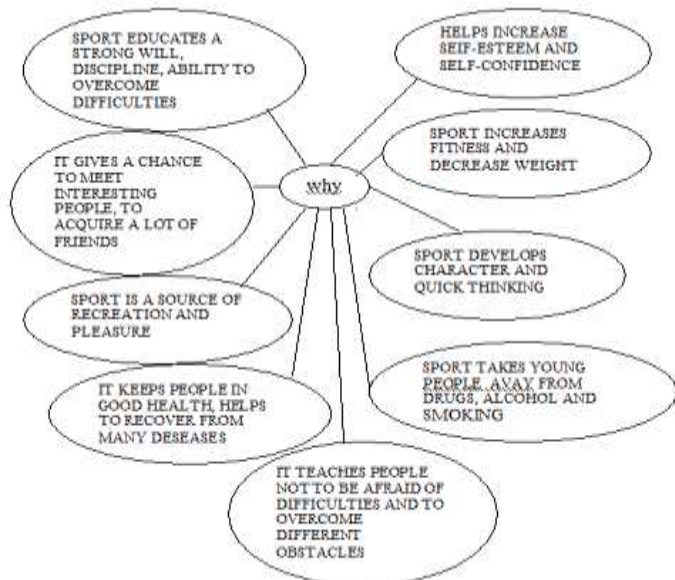 SPORT EDUCATES A
STRONG WILL,
DISCIPLINE, ABILITY TO
OVERCOME
DIFFICULTIES
HELPS INCREASE
SEIF-ESTEEM AND
SELF-CONFIDENCE
SPORT INCREASES
FITNESS AND
DECREASE WEIGHT
IT GIVES A CHANCE
TO MEET
INTERESTING
PEOPLE, TO
ACQUIRE A LOT OF
FRIENDS
why
SPORT DEVELOPS
CHARACTER AND
QUICK THINKING
SPORT IS A SOURCE OF
RECREATION AND
PLEASURE
SPORT TAKES YOUNG
PEOPLE AVAY FROM
DRUGS, ALCOHOL AND
SMOKING
IT KEEPS PEOPLE IN
GOOD HEALTH, HELPS
TO RECOVER FROM
MANY DESEASES
IT TEACHES PEOPLE
NOT TO BE AFRAID OF
DIFFICULTIES AND TO
OVERCOME
DIFFERENT
OBSTACLES